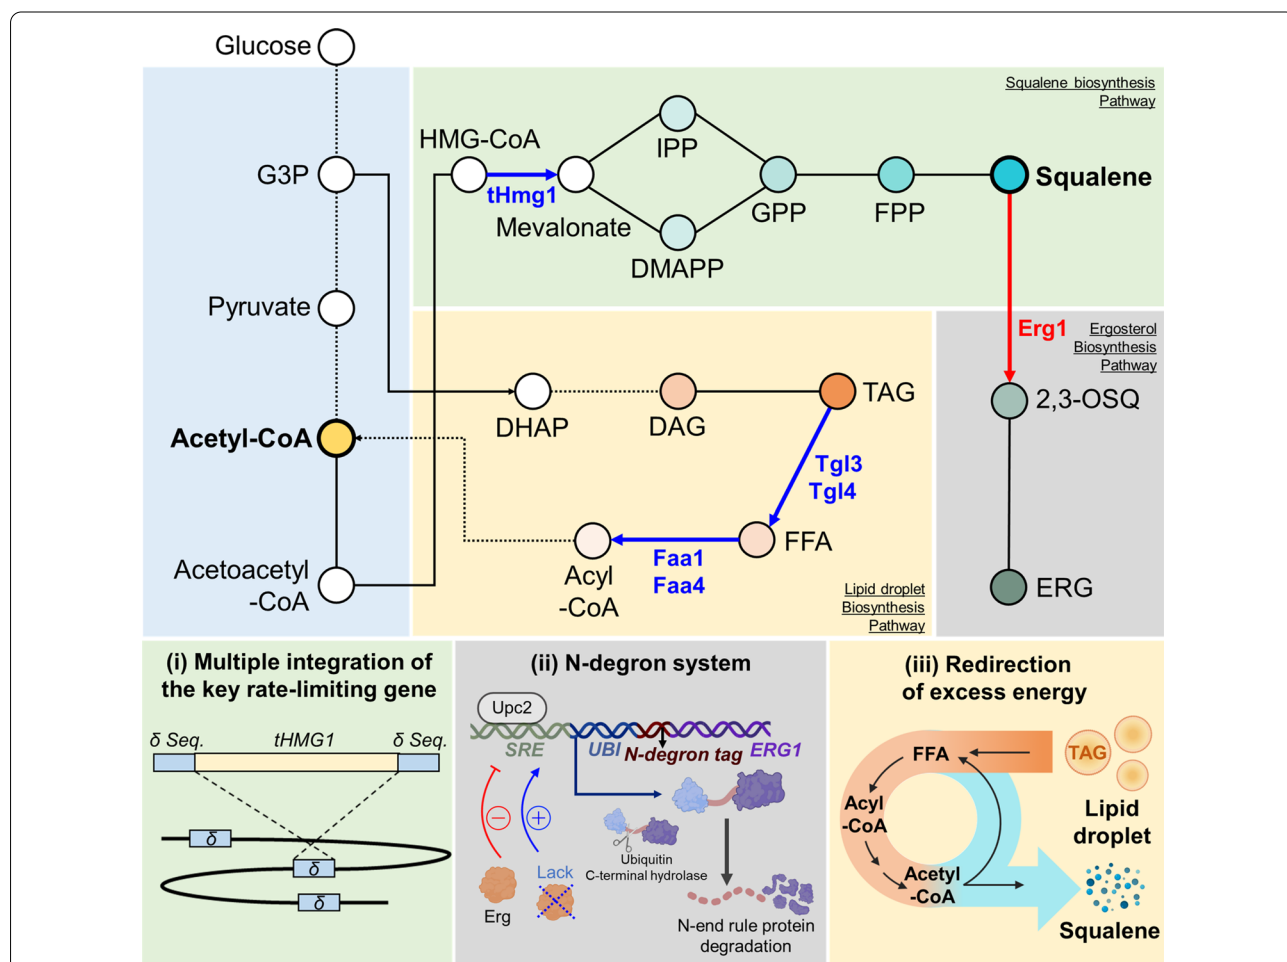 Glucose
Squalene biosynthesis
Pathway
HMG-CoA
IPP
G3P
tHmg1
Squalene
Mevalonate
GPP
FPP
DMAPP
Pyruvate
Erg1
Ergosterol
Biosynthesis
Pathway
DHAP
DAG
TAG
2,3-OSQ
Acetyl-CoA
Tgl3
Tgl4
FFA
Faa1
Faa4
Acyl
-CoA
Acetoacetyl
-CoA
Lipid droplet
Biosynthesis
Pathway
ERG
(i) Multiple integration of
the key rate-limiting gene
δ Seq.
tHMG1
δ Seq.
δ
δ
δ
(ii) N-degron system
Upc2
SRE
UBI
N-degron tag
ERG1
−
+
Ubiquitin
C-terminal hydrolase
Lack
Erg
N-end rule protein
degradation
(iii) Redirection
of excess energy
FFA
TAG
Acyl
-CoA
Lipid
droplet
Acetyl
-CoA
Squalene